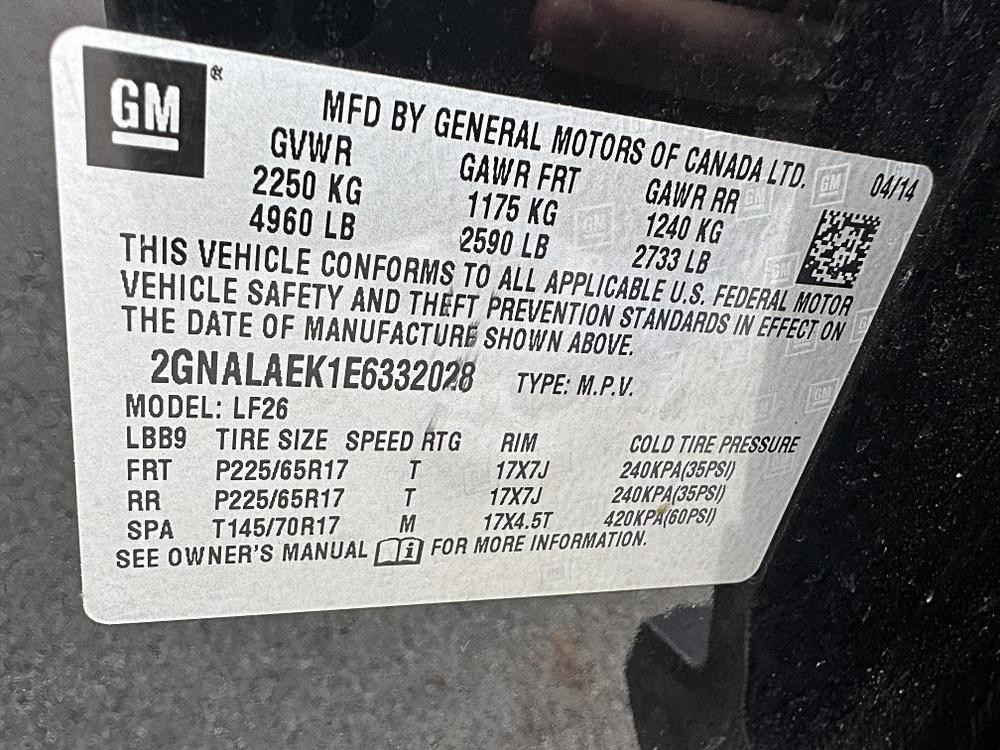 GM
MFD BY GENERAL MOTORS OF CANADA LTD.
04/14
GVWR GAWR FRT GAWR RR
2250 KG 1175 KG 1240 KG
4960 LB 2590 LB 2733 LB
THIS VEHICLE CONFORMS TO ALL APPLICABLE U.S. FEDERAL MOTOR
VEHICLE SAFETY AND THEFT PREVENTION STANDARDS IN EFFECT ON
THE DATE OF MANUFACTURE SHOWN ABOVE.
2GNALAEK1E6332028 TYPE: M.P.V.
MODEL: LF26
LBB9 TIRE SIZE SPEED RTG RIM COLD TIRE PRESSURE
FRT P225/65R17 T 17X7J 240KPA(35PSI)
RR P225/65R17 T 17X7J 240KPA(35PSI)
SPA T145/70R17 M 17X4.5T 420KPA(60PSI)
SEE OWNER'S MANUAL i FOR MORE INFORMATION.